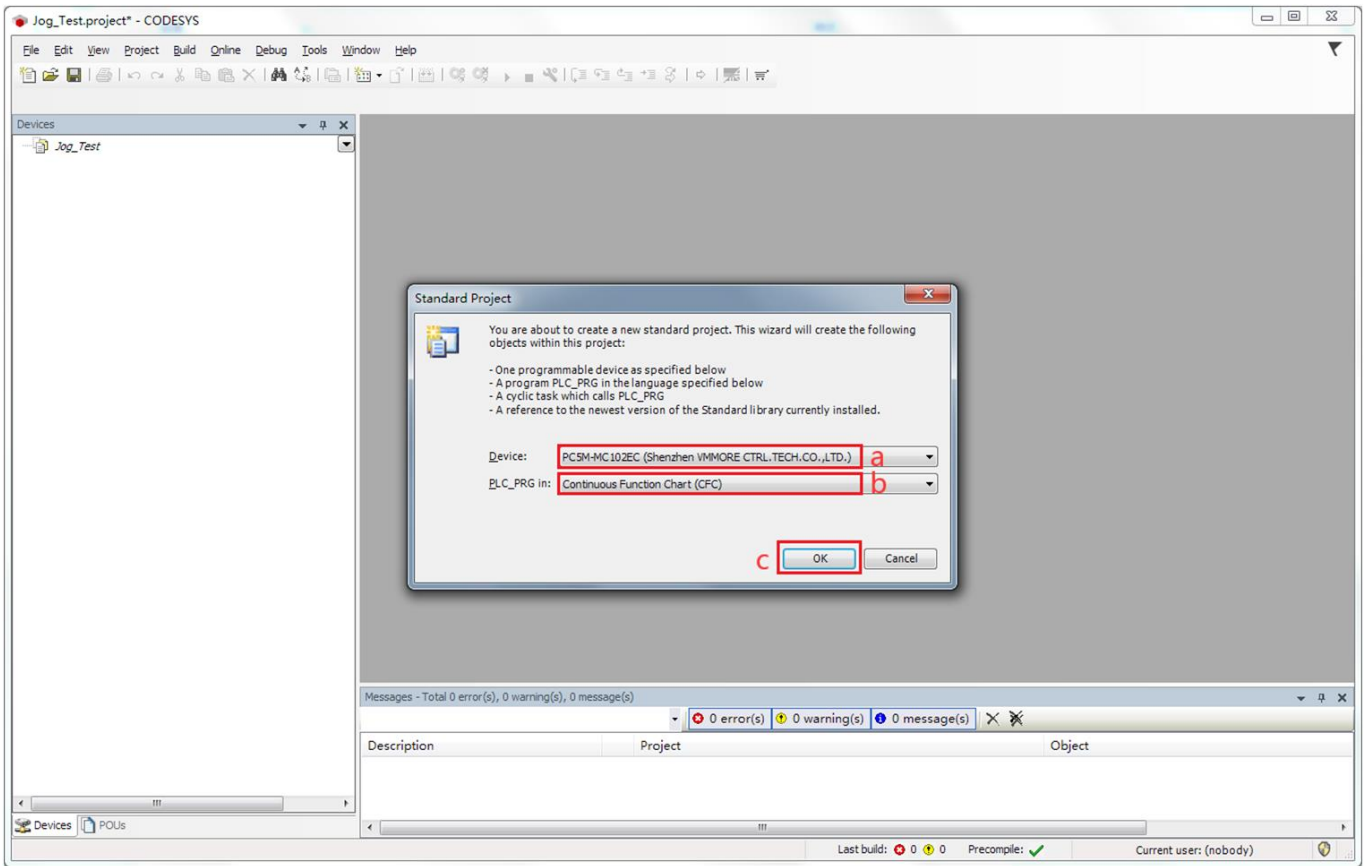 Jog_Test.project* - CODESYS
File Edit View Project Build Online Debug Tools Window Help
Devices
Jog_Test
Standard Project
You are about to create a new standard project. This wizard will create the following
objects within this project:
- One programmable device as specified below
- A program PLC_PRG in the language specified below
- A cyclic task which calls PLC_PRG
- A reference to the newest version of the Standard library currently installed.
Device: PC5M-MC102EC (Shenzhen VMMORE CTRL.TECH.CO.,LTD.) a
PLC_PRG in: Continuous Function Chart (CFC) b
c OK Cancel
Messages - Total 0 error(s), 0 warning(s), 0 message(s)
0 error(s) 0 warning(s) 0 message(s)
Description Project Object
Devices POUs
Last build: 0 0 Precompile: Current user: (nobody)